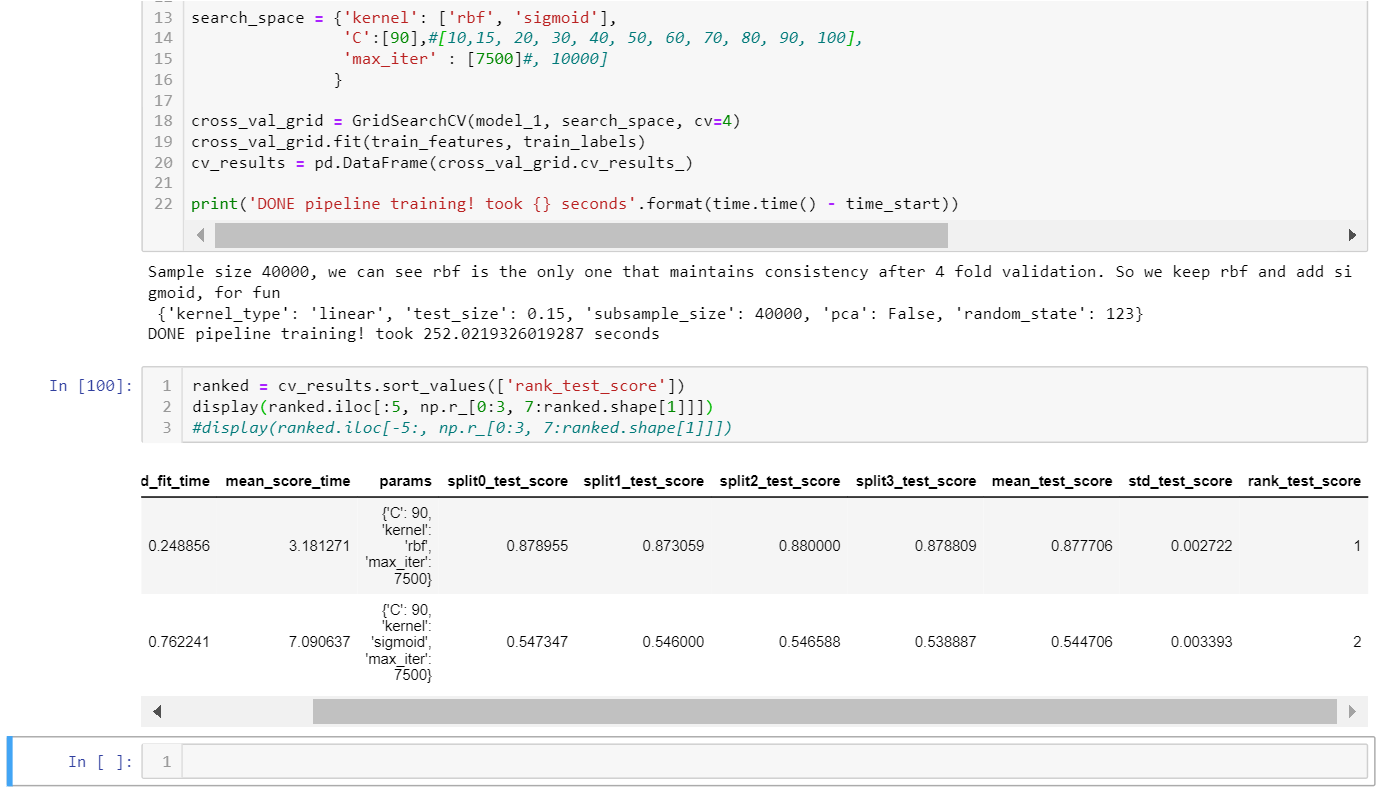 13 search_space = {'kernel': ['rbf', 'sigmoid'],
14 'C':[90],#[10,15, 20, 30, 40, 50, 60, 70, 80, 90, 100],
15 'max_iter' : [7500]#, 10000]
16 }
17
18 cross_val_grid = GridSearchCV(model_1, search_space, cv=4)
19 cross_val_grid.fit(train_features, train_labels)
20 cv_results = pd.DataFrame(cross_val_grid.cv_results_)
21
22 print('DONE pipeline training! took {} seconds'.format(time.time() - time_start))
Sample size 40000, we can see rbf is the only one that maintains consistency after 4 fold validation. So we keep rbf and add si
gmoid, for fun
{'kernel_type': 'linear', 'test_size': 0.15, 'subsample_size': 40000, 'pca': False, 'random_state': 123}
DONE pipeline training! took 252.0219326019287 seconds
In [100]: 1 ranked = cv_results.sort_values(['rank_test_score'])
2 display(ranked.iloc[:5, np.r_[0:3, 7:ranked.shape[1]]])
3 #display(ranked.iloc[-5:, np.r_[0:3, 7:ranked.shape[1]]])
d_fit_time mean_score_time params split0_test_score split1_test_score split2_test_score split3_test_score mean_test_score std_test_score rank_test_score
{'C': 90,
'kernel':
0.248856 3.181271 'rbf', 0.878955 0.873059 0.880000 0.878809 0.877706 0.002722 1
'max_iter':
7500}
{'C': 90,
'kernel':
0.762241 7.090637 'sigmoid', 0.547347 0.546000 0.546588 0.538887 0.544706 0.003393 2
'max_iter':
7500}
In [ ]: 1